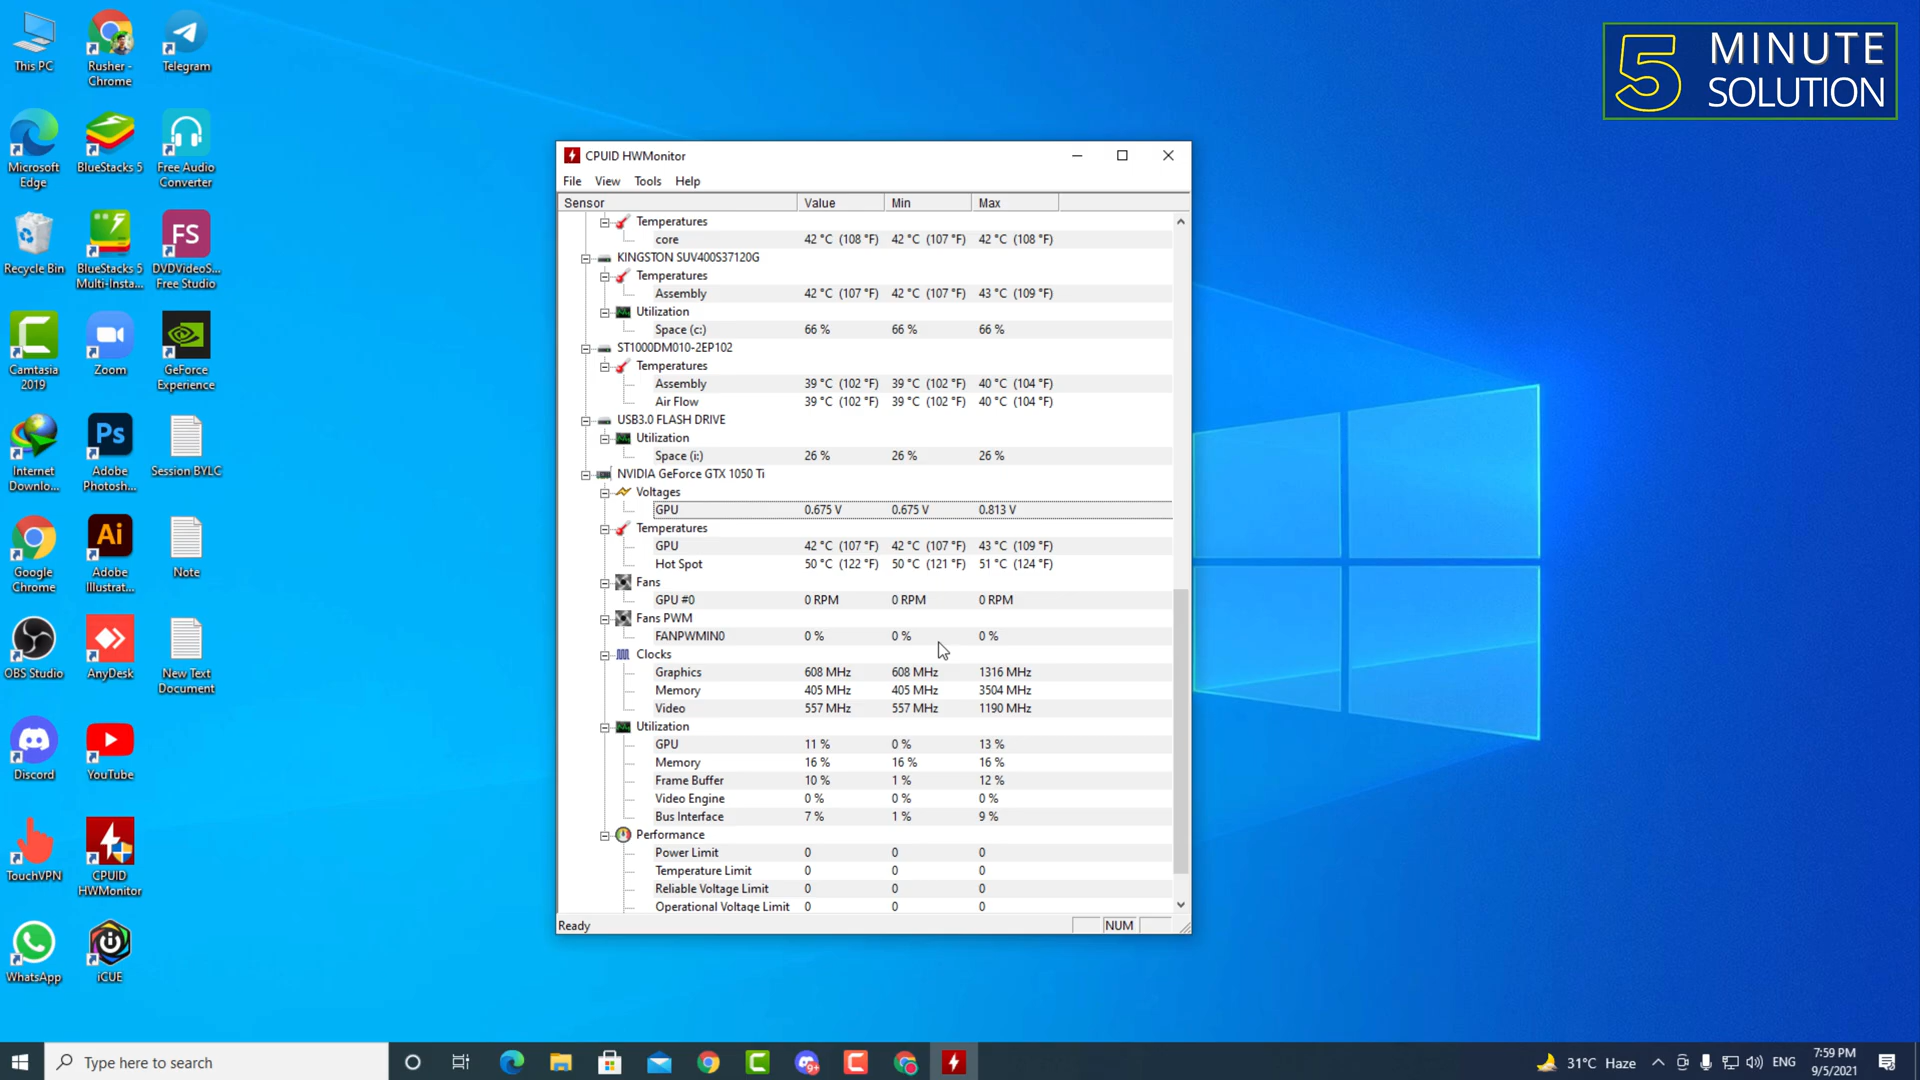 This PC
Rusher -
Chrome
Telegram
Microsoft
Edge
BlueStacks 5
Free Audio
Converter
Recycle Bin
BlueStacks 5
Multi-Insta...
FS
DVDVideoS...
Free Studio
Camtasia
2019
Zoom
GeForce
Experience
Internet
Downlo...
Ps
Adobe
Photosh...
Session BYLC
Google
Chrome
Ai
Adobe
Illustrat...
Note
OBS Studio
AnyDesk
New Text
Document
Discord
YouTube
TouchVPN
CPUID
HWMonitor
WhatsApp
iCUE
5 MINUTE
SOLUTION
CPUID HWMonitor
File View Tools Help
Sensor Value Min Max
Temperatures
core 42 °C (108 °F) 42 °C (107 °F) 42 °C (108 °F)
KINGSTON SUV400S37120G
Temperatures
Assembly 42 °C (107 °F) 42 °C (107 °F) 43 °C (109 °F)
Utilization
Space (c:) 66 % 66 % 66 %
ST1000DM010-2EP102
Temperatures
Assembly 39 °C (102 °F) 39 °C (102 °F) 40 °C (104 °F)
Air Flow 39 °C (102 °F) 39 °C (102 °F) 40 °C (104 °F)
USB3.0 FLASH DRIVE
Utilization
Space (i:) 26 % 26 % 26 %
NVIDIA GeForce GTX 1050 Ti
Voltages
GPU 0.675 V 0.675 V 0.813 V
Temperatures
GPU 42 °C (107 °F) 42 °C (107 °F) 43 °C (109 °F)
Hot Spot 50 °C (122 °F) 50 °C (121 °F) 51 °C (124 °F)
Fans
GPU #0 0 RPM 0 RPM 0 RPM
Fans PWM
FANPWMIN0 0 % 0 % 0 %
Clocks
Graphics 608 MHz 608 MHz 1316 MHz
Memory 405 MHz 405 MHz 3504 MHz
Video 557 MHz 557 MHz 1190 MHz
Utilization
GPU 11 % 0 % 13 %
Memory 16 % 16 % 16 %
Frame Buffer 10 % 1 % 12 %
Video Engine 0 % 0 % 0 %
Bus Interface 7 % 1 % 9 %
Performance
Power Limit 0 0 0
Temperature Limit 0 0 0
Reliable Voltage Limit 0 0 0
Operational Voltage Limit 0 0 0
Ready NUM
Type here to search
9+
31°C Haze
ENG
7:59 PM
9/5/2021